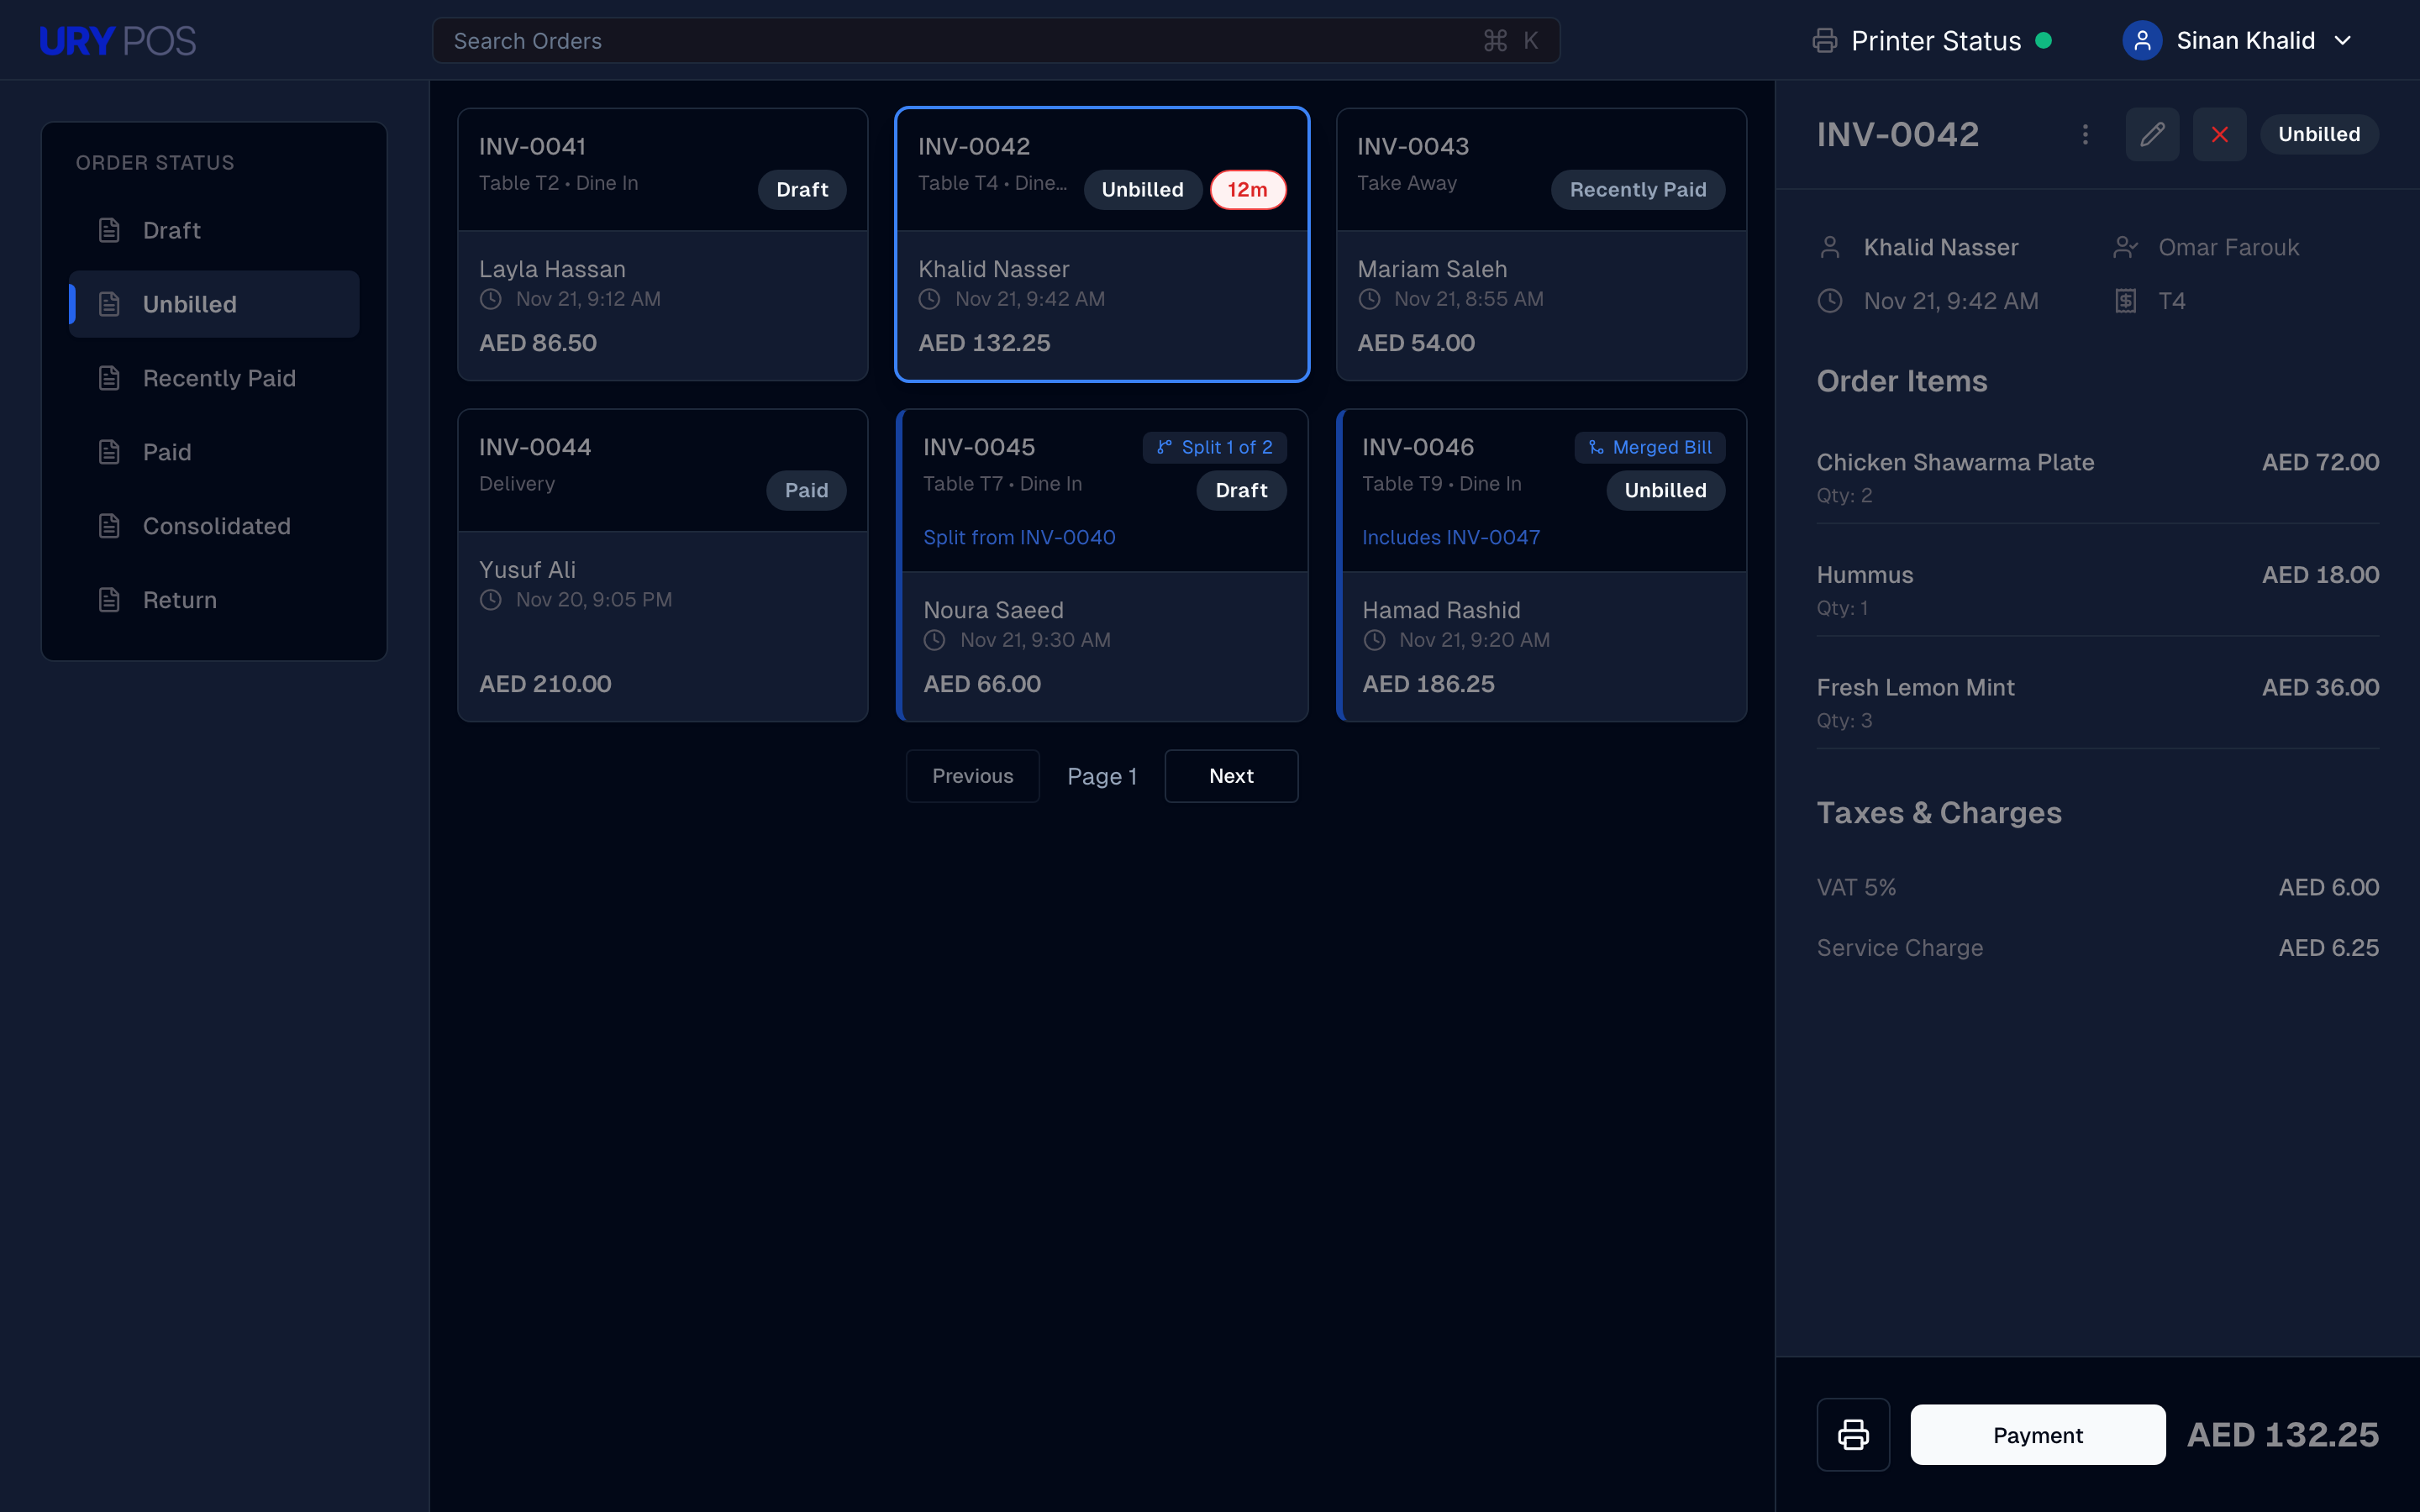 URY POS
Search Orders ⌘ K
Printer Status
Sinan Khalid
ORDER STATUS
Draft
Unbilled
Recently Paid
Paid
Consolidated
Return
INV-0041
Table T2 • Dine In
Draft
Layla Hassan
Nov 21, 9:12 AM
AED 86.50
INV-0042
Table T4 • Dine...
Unbilled
12m
Khalid Nasser
Nov 21, 9:42 AM
AED 132.25
INV-0043
Take Away
Recently Paid
Mariam Saleh
Nov 21, 8:55 AM
AED 54.00
INV-0044
Delivery
Paid
Yusuf Ali
Nov 20, 9:05 PM
AED 210.00
INV-0045
Split 1 of 2
Table T7 • Dine In
Draft
Split from INV-0040
Noura Saeed
Nov 21, 9:30 AM
AED 66.00
INV-0046
Merged Bill
Table T9 • Dine In
Unbilled
Includes INV-0047
Hamad Rashid
Nov 21, 9:20 AM
AED 186.25
Previous
Page 1
Next
INV-0042
Unbilled
Khalid Nasser
Omar Farouk
Nov 21, 9:42 AM
T4
Order Items
Chicken Shawarma Plate AED 72.00
Qty: 2
Hummus AED 18.00
Qty: 1
Fresh Lemon Mint AED 36.00
Qty: 3
Taxes & Charges
VAT 5% AED 6.00
Service Charge AED 6.25
Payment
AED 132.25